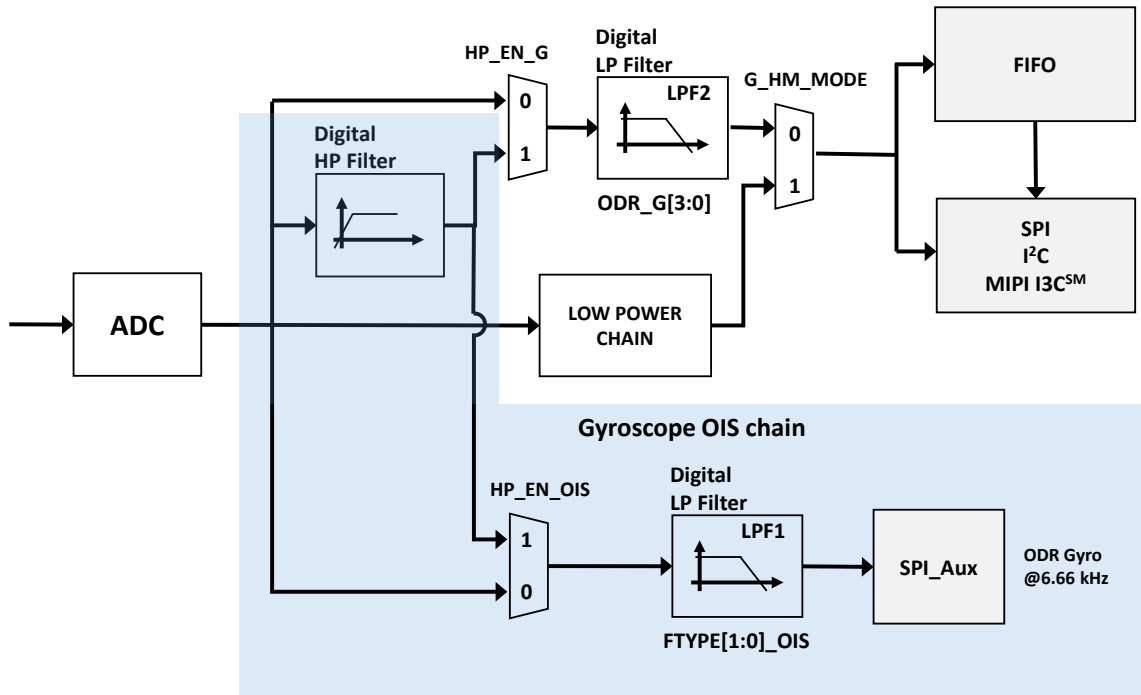 HP_EN_G
0
1
Digital
LP Filter
LPF2
ODR_G[3:0]
G_HM_MODE
0
1
FIFO
SPI
I²C
MIPI I3Cˢᴹ
Digital
HP Filter
ADC
LOW POWER
CHAIN
Gyroscope OIS chain
HP_EN_OIS
1
0
Digital
LP Filter
LPF1
FTYPE[1:0]_OIS
SPI_Aux
ODR Gyro
@6.66 kHz